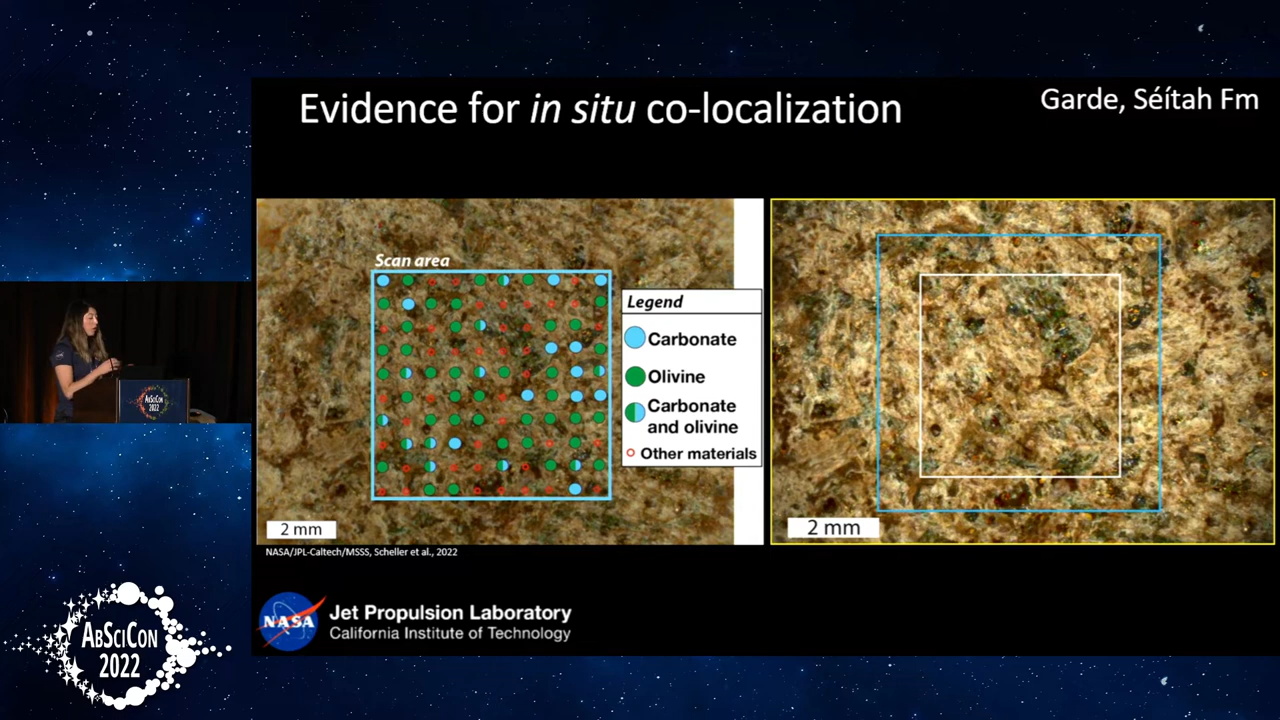 Evidence for in situ co-localization
Garde, Séítah Fm
Scan area
Legend
Carbonate
Olivine
Carbonate
and olivine
Other materials
2 mm
2 mm
NASA/JPL-Caltech/MSSS, Scheller et al., 2022
NASA
Jet Propulsion Laboratory
California Institute of Technology
AbSciCon
2022
AbSciCon
2022